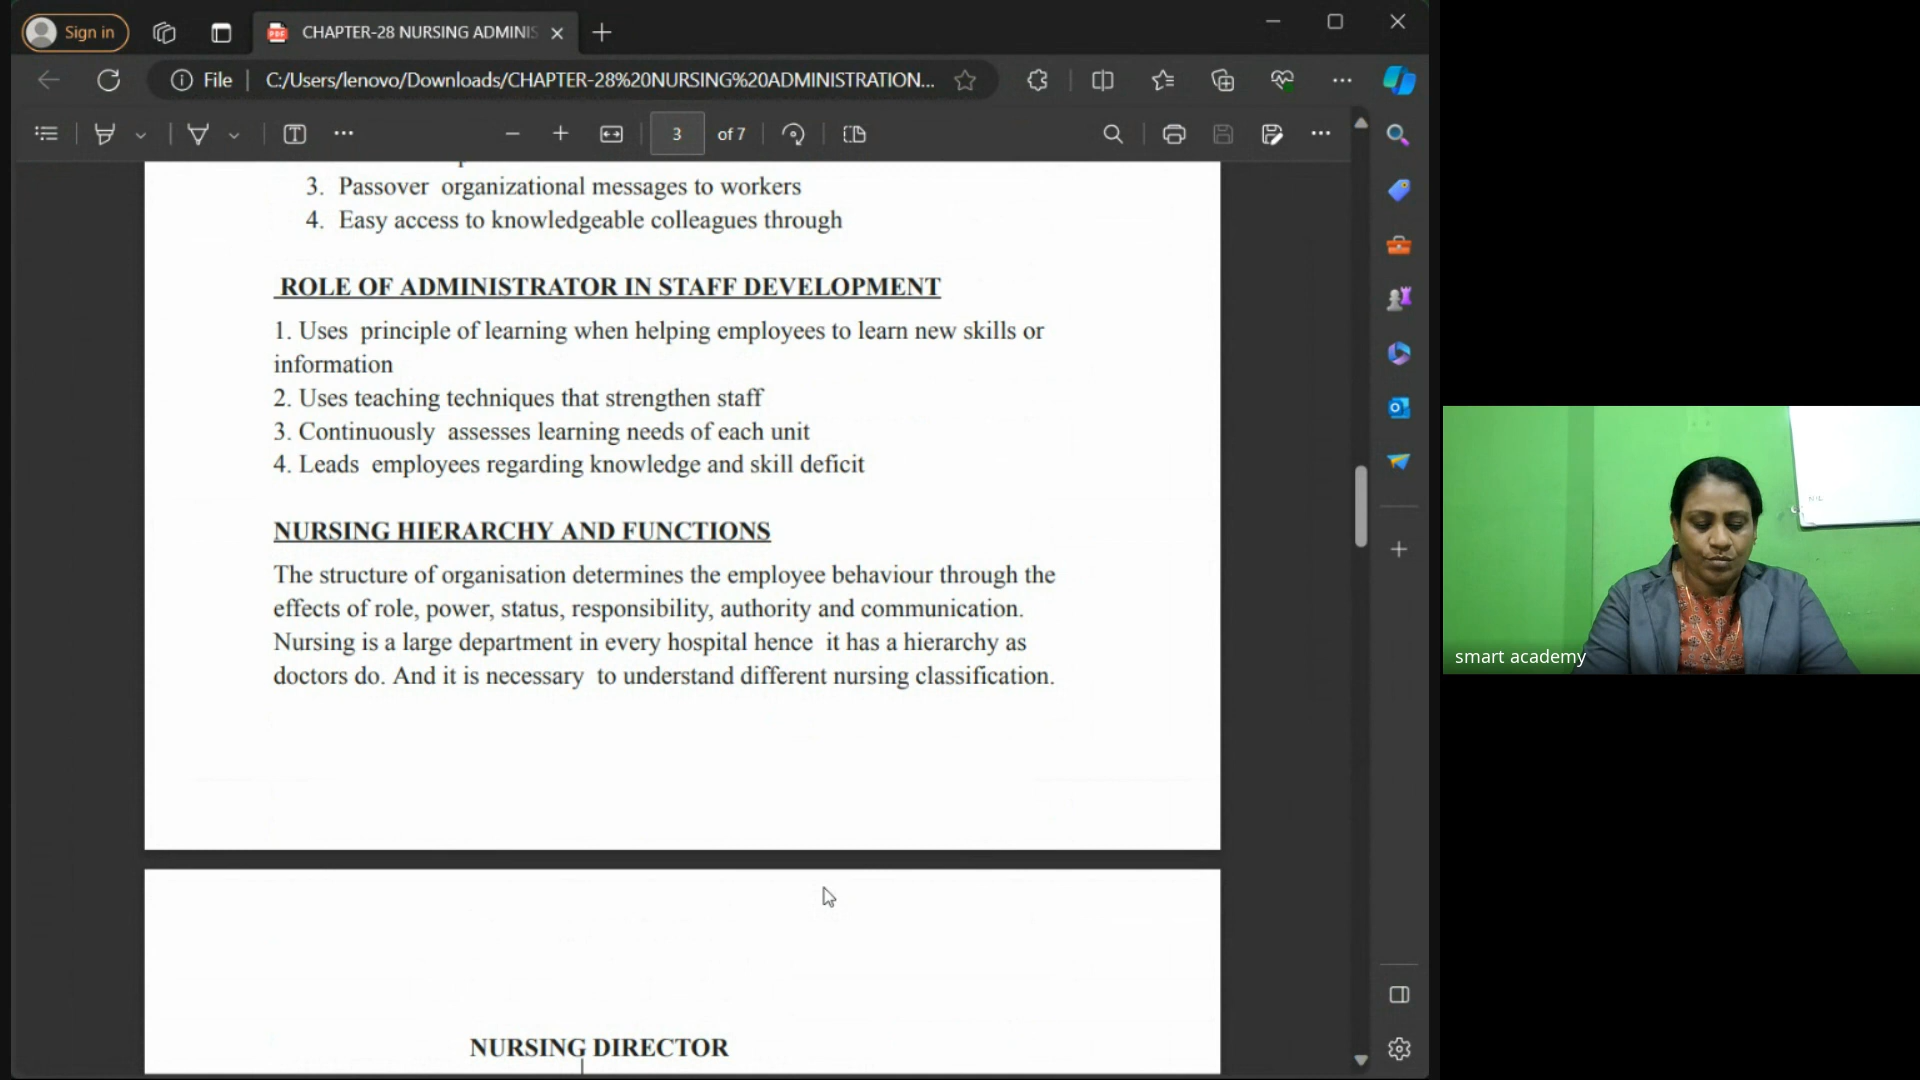 Sign in
CHAPTER-28 NURSING ADMINIS
File
C:/Users/lenovo/Downloads/CHAPTER-28%20NURSING%20ADMINISTRATION...
3 of 7
3. Passover organizational messages to workers
4. Easy access to knowledgeable colleagues through
ROLE OF ADMINISTRATOR IN STAFF DEVELOPMENT
1. Uses principle of learning when helping employees to learn new skills or
information
2. Uses teaching techniques that strengthen staff
3. Continuously assesses learning needs of each unit
4. Leads employees regarding knowledge and skill deficit
NURSING HIERARCHY AND FUNCTIONS
The structure of organisation determines the employee behaviour through the
effects of role, power, status, responsibility, authority and communication.
Nursing is a large department in every hospital hence it has a hierarchy as
doctors do. And it is necessary to understand different nursing classification.
NURSING DIRECTOR
smart academy